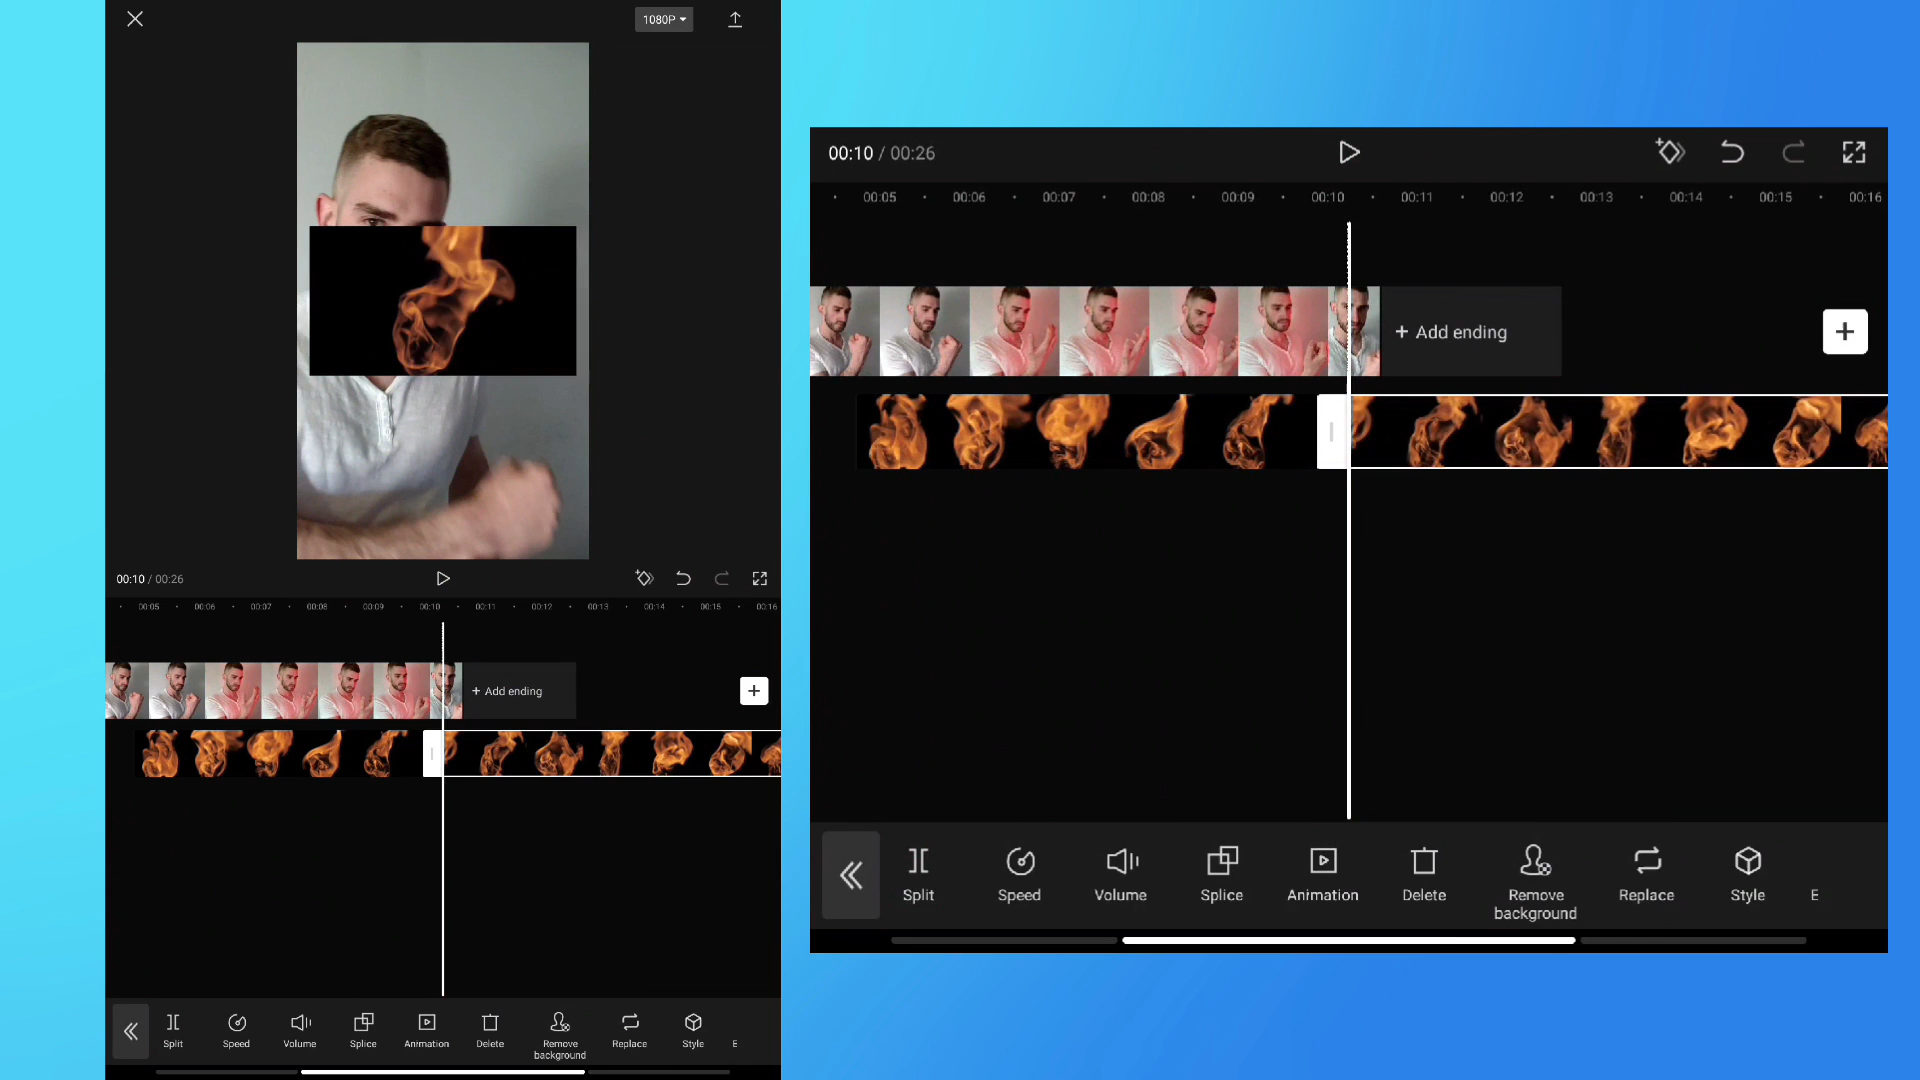 1080P
00:10 / 00:26
00:05 00:06 00:07 00:08 00:09 00:10 00:11 00:12 00:13 00:14 00:15 00:16
+ Add ending
+
Split Speed Volume Splice Animation Delete Remove background Replace Style E
00:10 / 00:26
00:05 00:06 00:07 00:08 00:09 00:10 00:11 00:12 00:13 00:14 00:15 00:16
+ Add ending
+
Split Speed Volume Splice Animation Delete Remove background Replace Style E